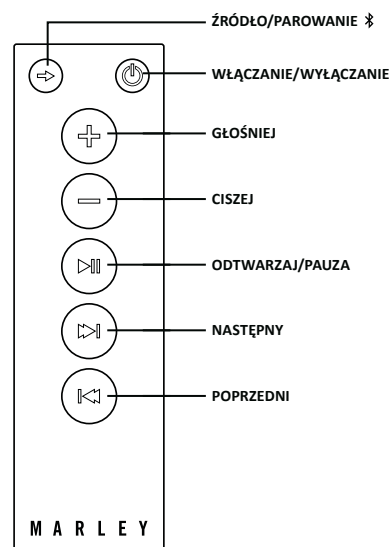 ŹRÓDŁO/PAROWANIE
WŁĄCZANIE/WYŁĄCZANIE
GŁOŚNIEJ
CISZEJ
ODTWARZAJ/PAUZA
NASTĘPNY
POPRZEDNI
MARLEY